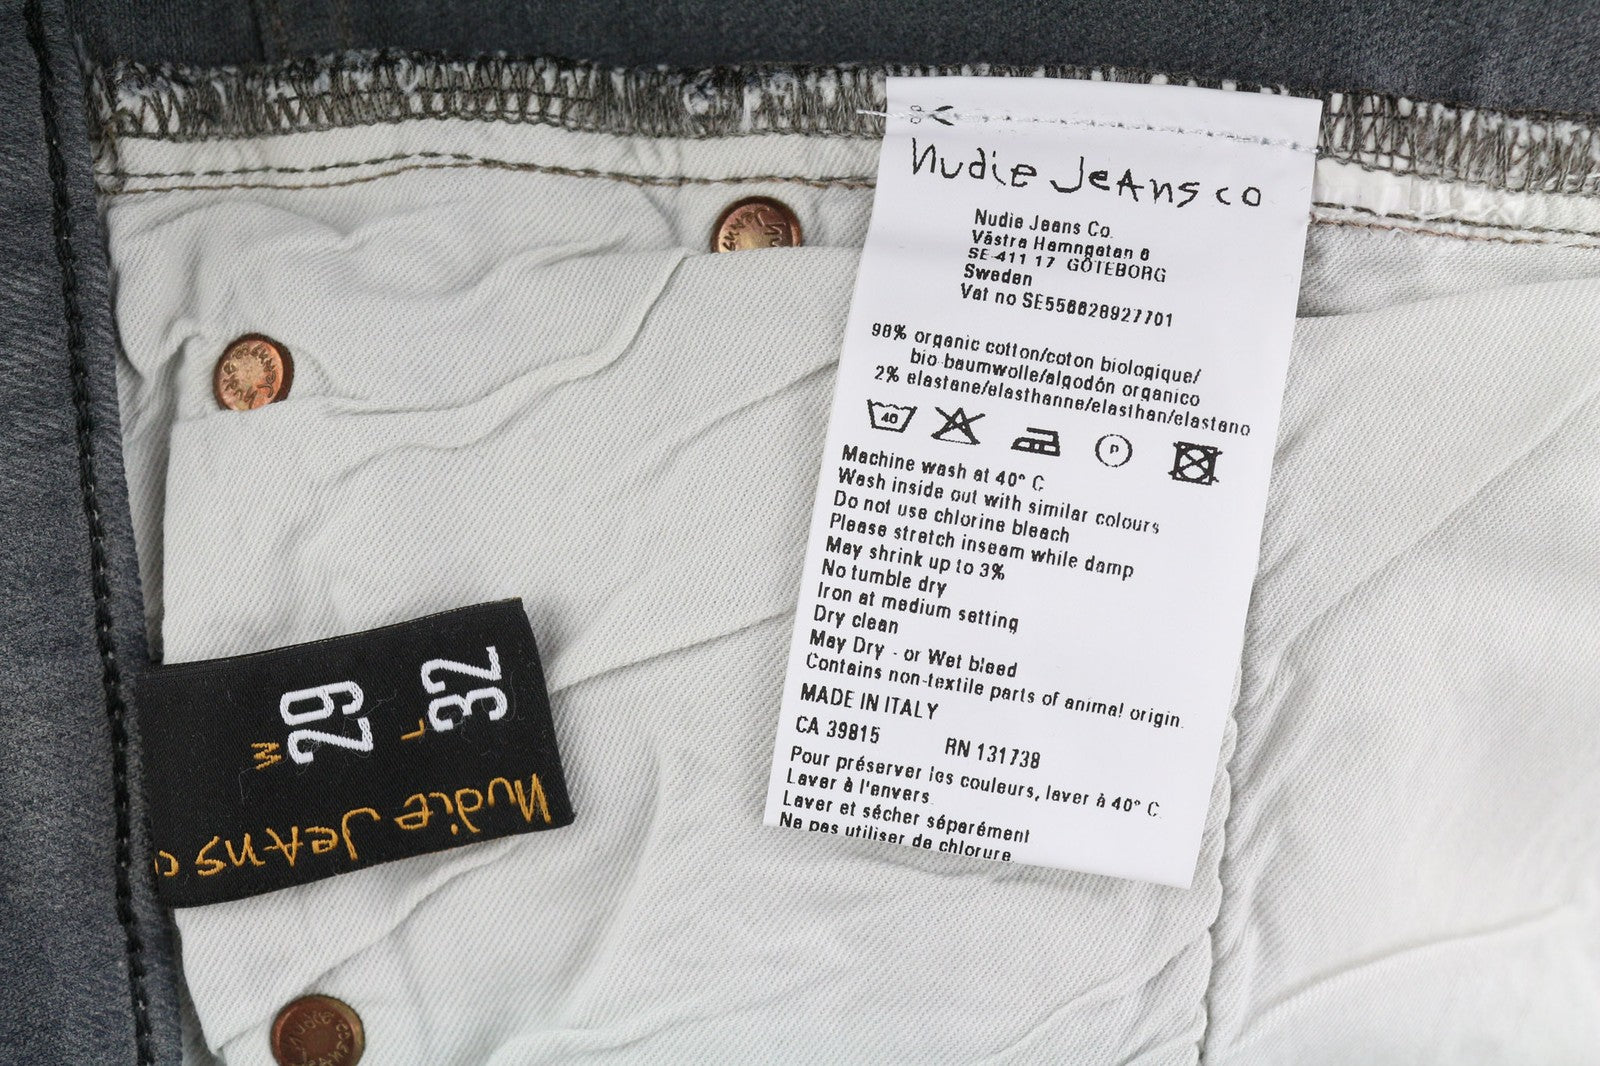 Nudie Jeans co
Nudie Jeans Co.
Västra Hamngatan 6
SE-411 17 GÖTEBORG
Sweden
Vat no SE556628927701
98% organic cotton/coton biologique/
bio baumwolle/algodón organico
2% elastane/elasthanne/elasthan/elastano
40
P
Machine wash at 40° C
Wash inside out with similar colours
Do not use chlorine bleach
Please stretch inseam while damp
May shrink up to 3%
No tumble dry
Iron at medium setting
Dry clean
May Dry - or Wet bleed
Contains non-textile parts of animal origin.
MADE IN ITALY
CA 39815 RN 131738
Pour préserver les couleurs, laver à 40° C.
Laver à l'envers.
Laver et sécher séparément
Ne pas utiliser de chlorure
W 29 L 32
Nudie Jeans c